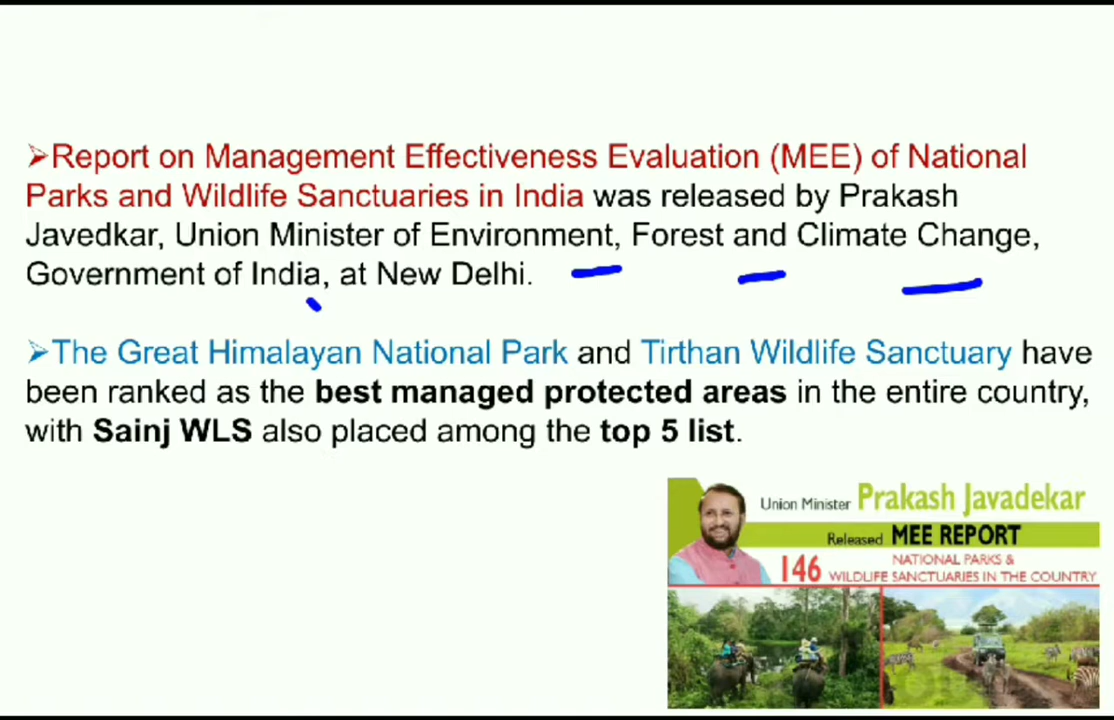 ➢Report on Management Effectiveness Evaluation (MEE) of National
Parks and Wildlife Sanctuaries in India was released by Prakash
Javedkar, Union Minister of Environment, Forest and Climate Change,
Government of India, at New Delhi.
➢The Great Himalayan National Park and Tirthan Wildlife Sanctuary have
been ranked as the best managed protected areas in the entire country,
with Sainj WLS also placed among the top 5 list.
Union Minister Prakash Javadekar
Released MEE REPORT
146 NATIONAL PARKS &
WILDLIFE SANCTUARIES IN THE COUNTRY